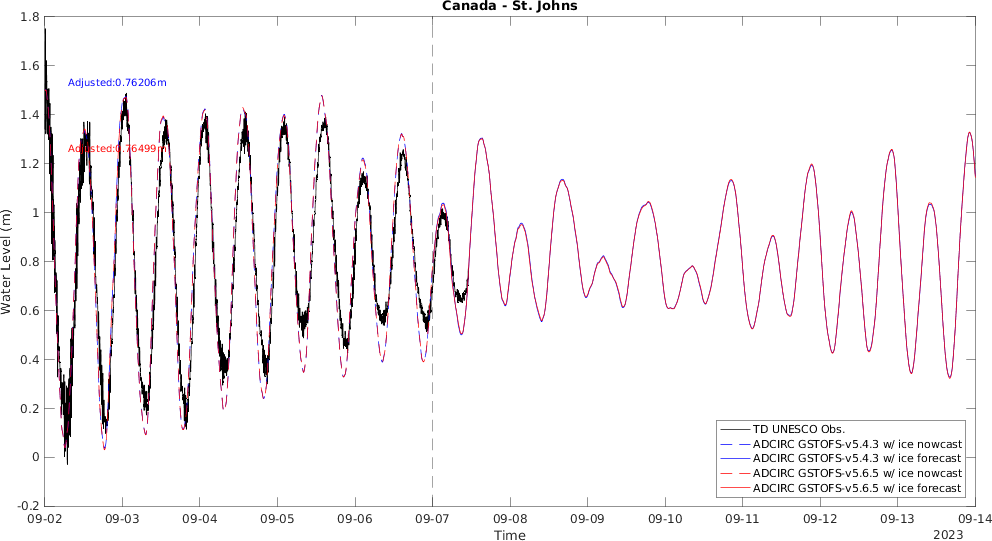 Canada - St. Johns
1.8
1.6
1.4
1.2
1
0.8
0.6
0.4
0.2
0
-0.2
Water Level (m)
Adjusted:0.76206m
Adjusted:0.76499m
TD UNESCO Obs.
ADCIRC GSTOFS-v5.4.3 w/ ice nowcast
ADCIRC GSTOFS-v5.4.3 w/ ice forecast
ADCIRC GSTOFS-v5.6.5 w/ ice nowcast
ADCIRC GSTOFS-v5.6.5 w/ ice forecast
09-02 09-03 09-04 09-05 09-06 09-07 09-08 09-09 09-10 09-11 09-12 09-13 09-14
Time
2023